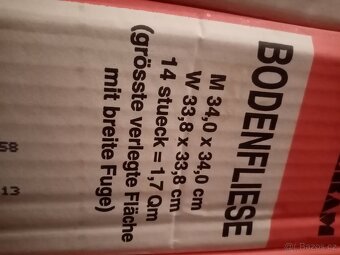 BODENFLIESE
M 34,0 x 34,0 cm
W 33,8 x 33,8 cm
14 stueck = 1,7 Qm
(grösste verlegte Fläche
mit breite Fuge)
58
13